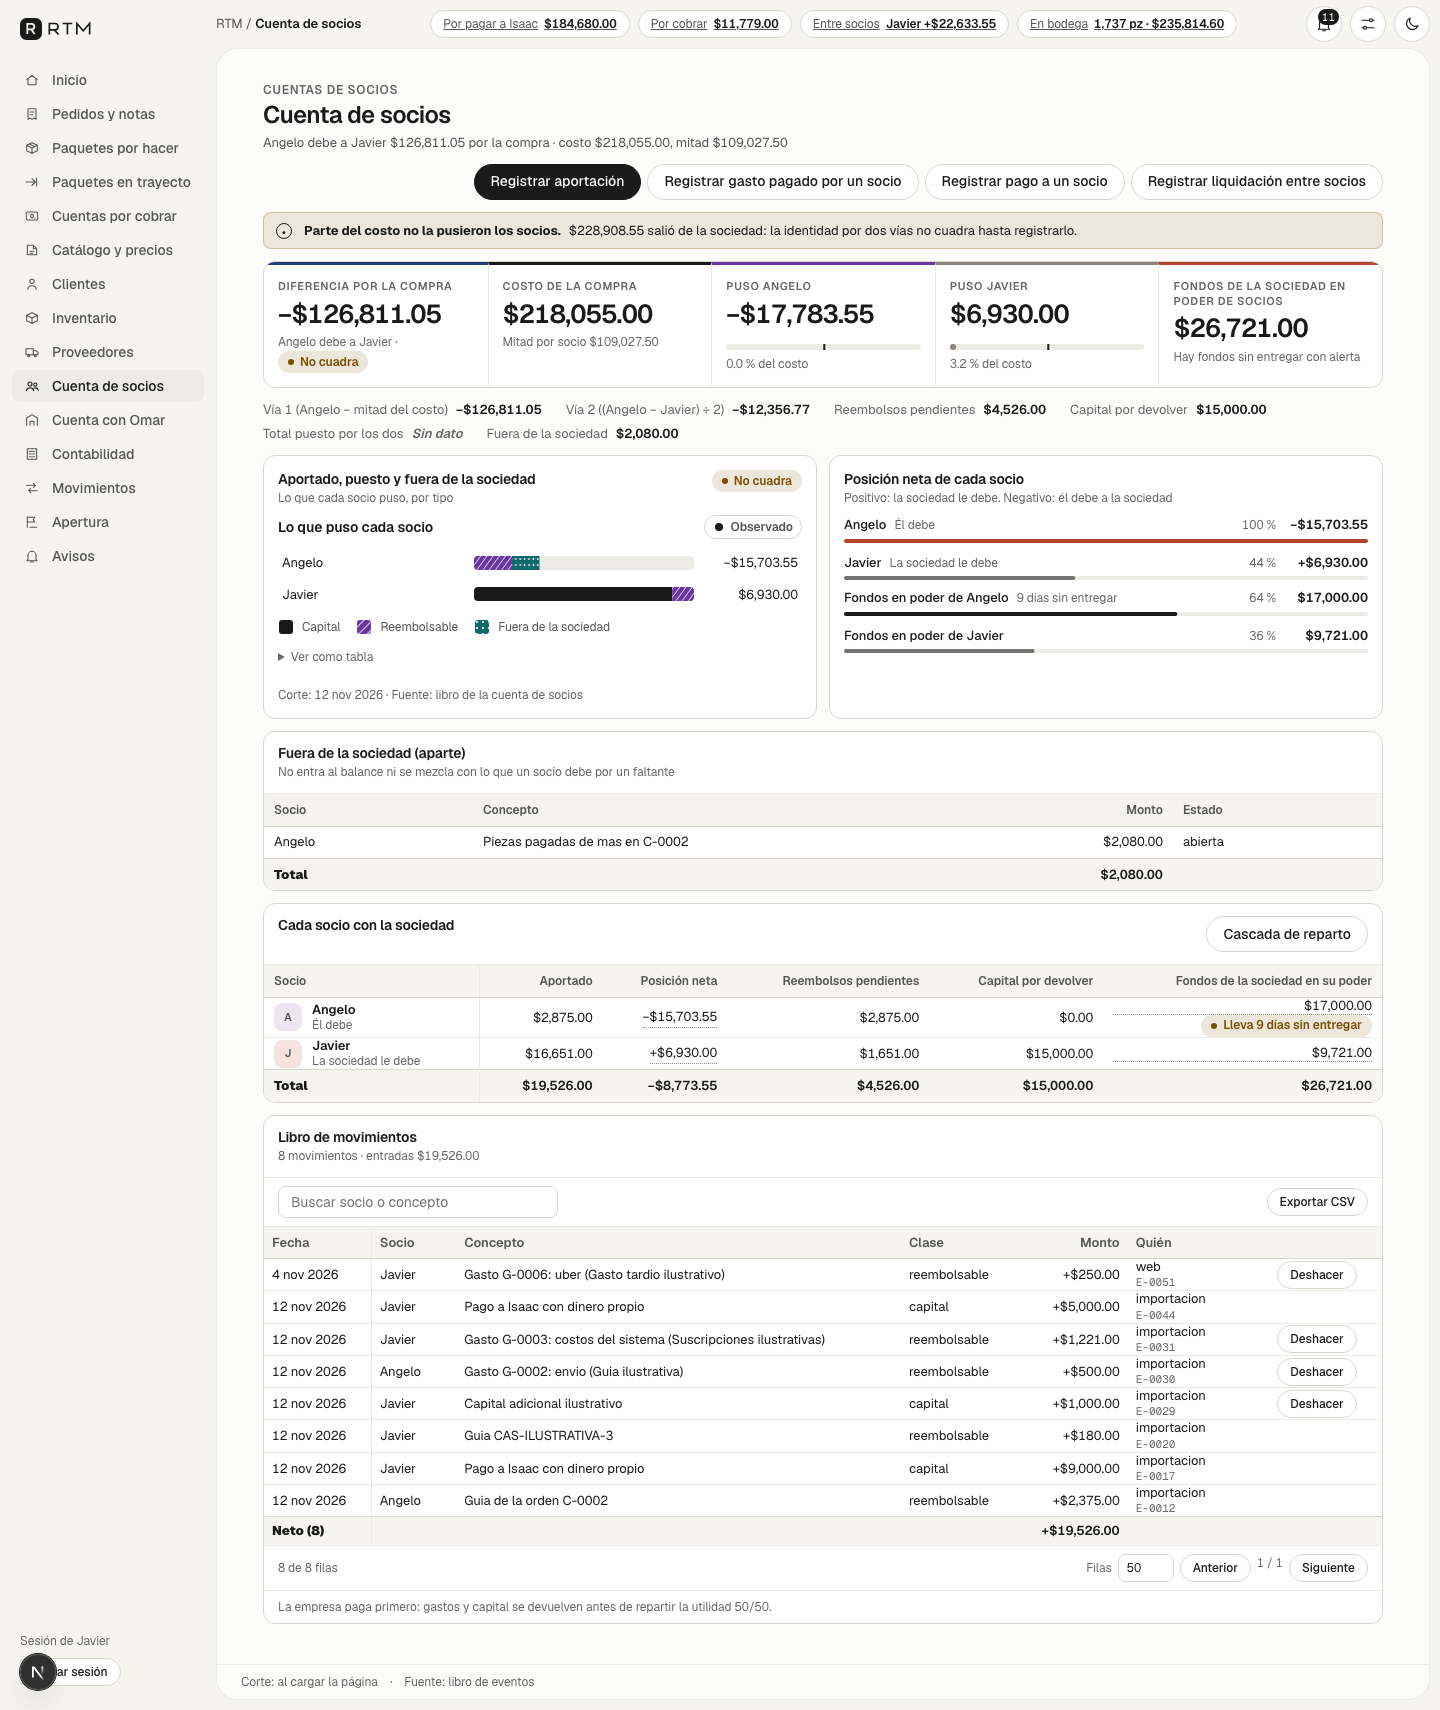 R RTM
RTM / Cuenta de socios
Por pagar a Isaac $184,680.00
Por cobrar $11,779.00
Entre socios Javier +$22,633.55
En bodega 1,737 pz · $235,814.60
11
Inicio
Pedidos y notas
Paquetes por hacer
Paquetes en trayecto
Cuentas por cobrar
Catálogo y precios
Clientes
Inventario
Proveedores
Cuenta de socios
Cuenta con Omar
Contabilidad
Movimientos
Apertura
Avisos
Sesión de Javier
N
ar sesión
CUENTAS DE SOCIOS
Cuenta de socios
Angelo debe a Javier $126,811.05 por la compra · costo $218,055.00, mitad $109,027.50
Registrar aportación
Registrar gasto pagado por un socio
Registrar pago a un socio
Registrar liquidación entre socios
Parte del costo no la pusieron los socios. $228,908.55 salió de la sociedad: la identidad por dos vías no cuadra hasta registrarlo.
DIFERENCIA POR LA COMPRA
−$126,811.05
Angelo debe a Javier ·
No cuadra
COSTO DE LA COMPRA
$218,055.00
Mitad por socio $109,027.50
PUSO ANGELO
−$17,783.55
0.0 % del costo
PUSO JAVIER
$6,930.00
3.2 % del costo
FONDOS DE LA SOCIEDAD EN
PODER DE SOCIOS
$26,721.00
Hay fondos sin entregar con alerta
Vía 1 (Angelo − mitad del costo) −$126,811.05 Vía 2 ((Angelo − Javier) ÷ 2) −$12,356.77 Reembolsos pendientes $4,526.00 Capital por devolver $15,000.00
Total puesto por los dos Sin dato Fuera de la sociedad $2,080.00
Aportado, puesto y fuera de la sociedad
No cuadra
Lo que cada socio puso, por tipo
Lo que puso cada socio
Observado
Angelo −$15,703.55
Javier $6,930.00
Capital Reembolsable Fuera de la sociedad
Ver como tabla
Corte: 12 nov 2026 · Fuente: libro de la cuenta de socios
Posición neta de cada socio
Positivo: la sociedad le debe. Negativo: él debe a la sociedad
Angelo Él debe 100 % −$15,703.55
Javier La sociedad le debe 44 % +$6,930.00
Fondos en poder de Angelo 9 días sin entregar 64 % $17,000.00
Fondos en poder de Javier 36 % $9,721.00
Fuera de la sociedad (aparte)
No entra al balance ni se mezcla con lo que un socio debe por un faltante
Socio Concepto Monto Estado
Angelo Piezas pagadas de mas en C-0002 $2,080.00 abierta
Total $2,080.00
Cada socio con la sociedad
Cascada de reparto
Socio Aportado Posición neta Reembolsos pendientes Capital por devolver Fondos de la sociedad en su poder
A Angelo Él debe $2,875.00 −$15,703.55 $2,875.00 $0.00 $17,000.00
Lleva 9 días sin entregar
J Javier La sociedad le debe $16,651.00 +$6,930.00 $1,651.00 $15,000.00 $9,721.00
Total $19,526.00 −$8,773.55 $4,526.00 $15,000.00 $26,721.00
Libro de movimientos
8 movimientos · entradas $19,526.00
Buscar socio o concepto
Exportar CSV
Fecha Socio Concepto Clase Monto Quién
4 nov 2026 Javier Gasto G-0006: uber (Gasto tardio ilustrativo) reembolsable +$250.00 web E-0051 Deshacer
12 nov 2026 Javier Pago a Isaac con dinero propio capital +$5,000.00 importacion E-0044
12 nov 2026 Javier Gasto G-0003: costos del sistema (Suscripciones ilustrativas) reembolsable +$1,221.00 importacion E-0031 Deshacer
12 nov 2026 Angelo Gasto G-0002: envio (Guia ilustrativa) reembolsable +$500.00 importacion E-0030 Deshacer
12 nov 2026 Javier Capital adicional ilustrativo capital +$1,000.00 importacion E-0029 Deshacer
12 nov 2026 Javier Guia CAS-ILUSTRATIVA-3 reembolsable +$180.00 importacion E-0020
12 nov 2026 Javier Pago a Isaac con dinero propio capital +$9,000.00 importacion E-0017
12 nov 2026 Angelo Guia de la orden C-0002 reembolsable +$2,375.00 importacion E-0012
Neto (8) +$19,526.00
8 de 8 filas
Filas 50 Anterior 1 / 1 Siguiente
La empresa paga primero: gastos y capital se devuelven antes de repartir la utilidad 50/50.
Corte: al cargar la página · Fuente: libro de eventos